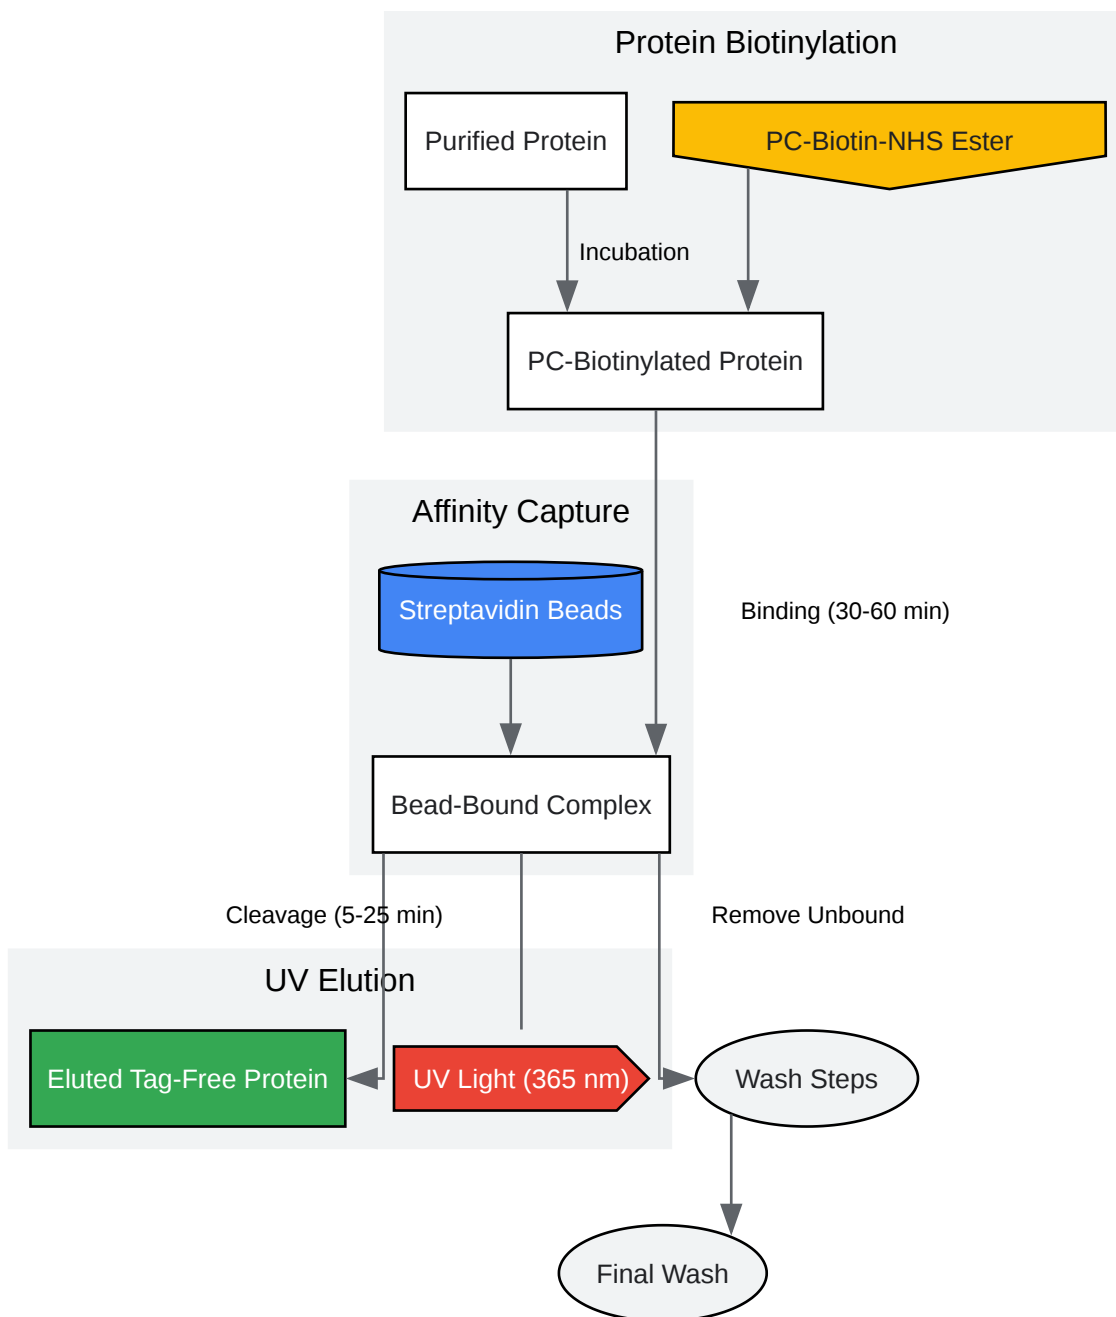 Protein Biotinylation
Purified Protein
PC-Biotin-NHS Ester
Incubation
PC-Biotinylated Protein
Affinity Capture
Streptavidin Beads
Binding (30-60 min)
Bead-Bound Complex
Cleavage (5-25 min)
Remove Unbound
UV Elution
Eluted Tag-Free Protein
UV Light (365 nm)
Wash Steps
Final Wash